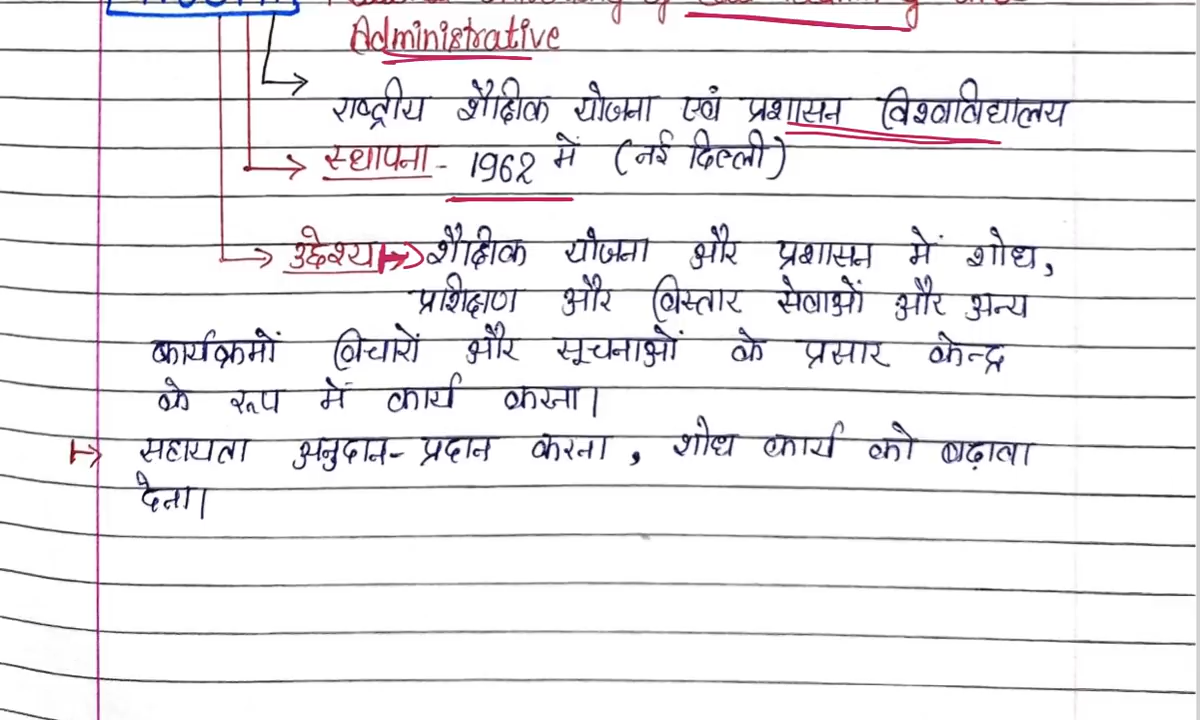 Administrative
राष्ट्रीय शैक्षिक योजना एवं प्रशासन विश्वविद्यालय
स्थापना - 1962 में (नई दिल्ली)
उद्देश्य → शैक्षिक योजना और प्रशासन में शोध,
प्रशिक्षण और विस्तार सेवाओं और अन्य
कार्यक्रमों विचारों और सूचनाओं के प्रसार केन्द्र
के रूप में कार्य करना।
→ सहायता अनुदान - प्रदान करना, शोध कार्य को बढ़ावा
देना।